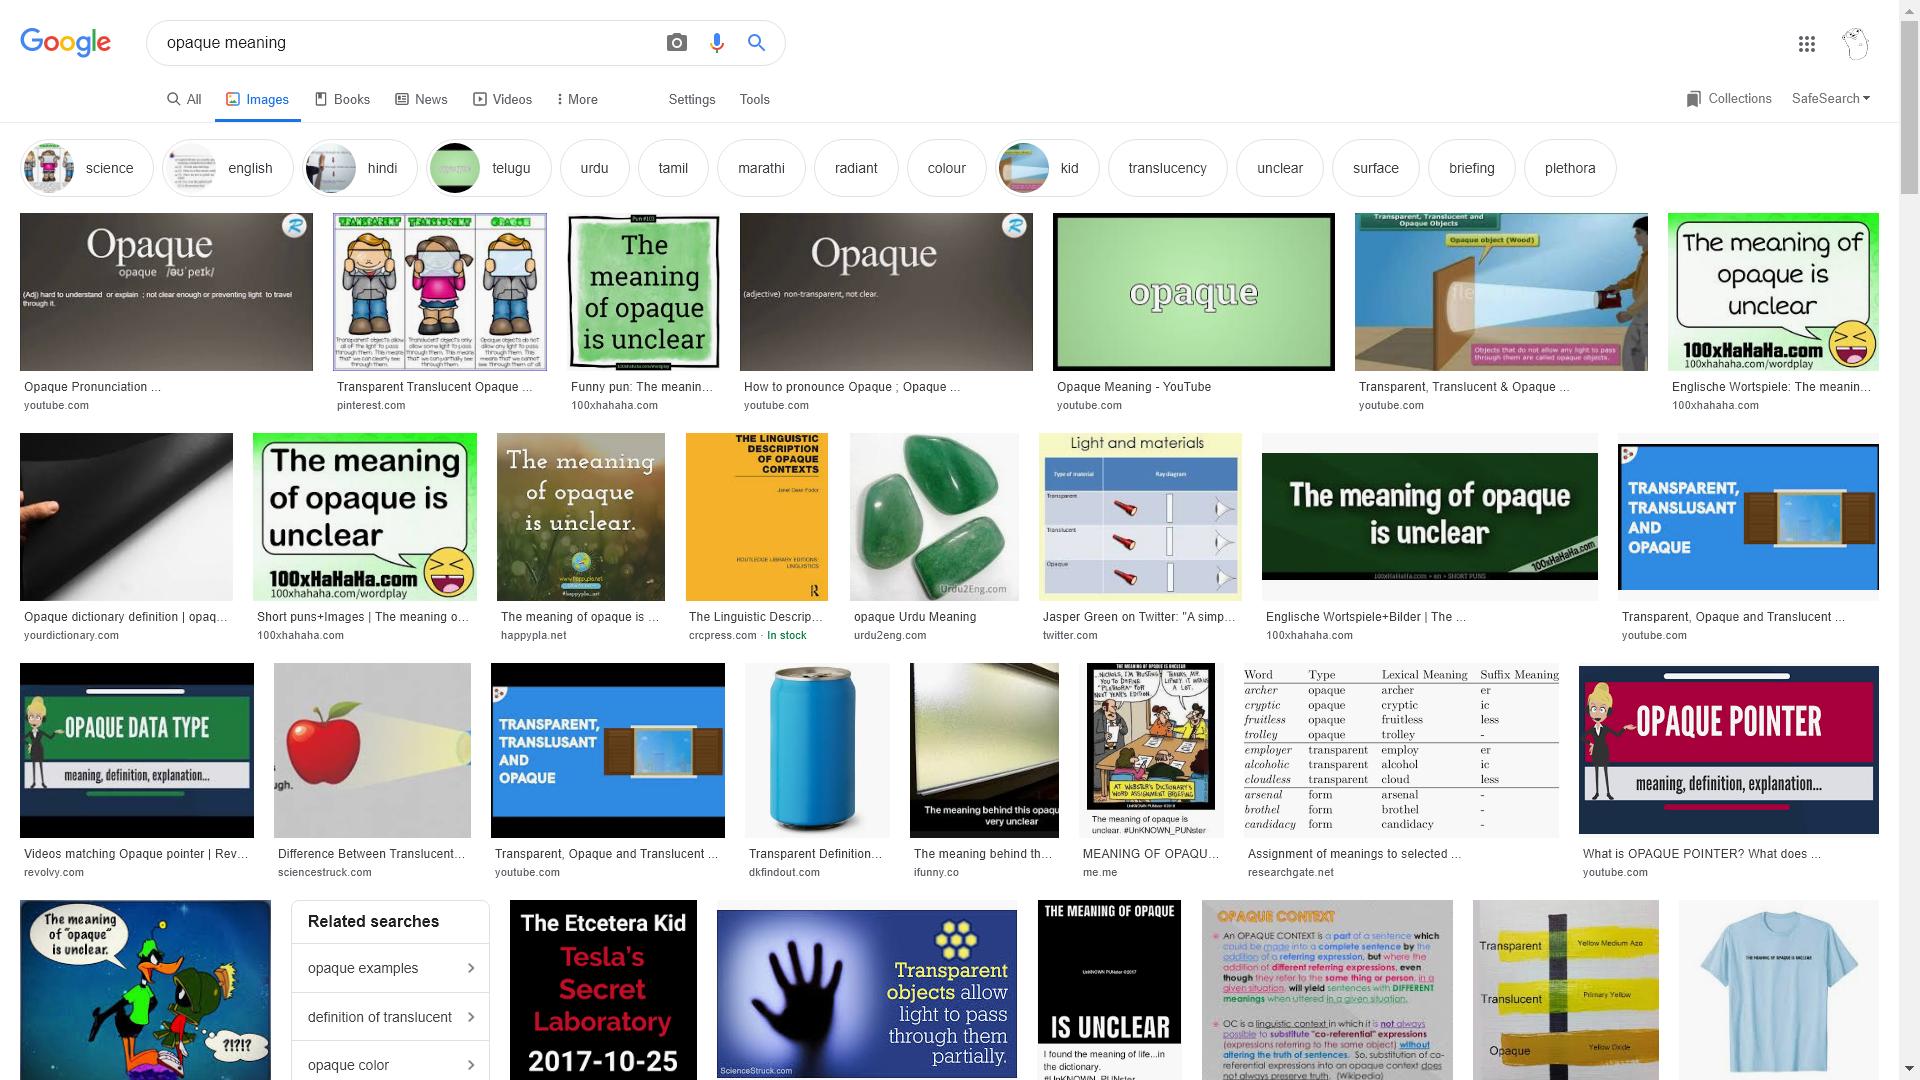 Google
opaque meaning
All
Images
Books
News
Videos
More
Settings
Tools
Collections
SafeSearch
science
english
hindi
telugu
urdu
tamil
marathi
radiant
colour
kid
translucency
unclear
surface
briefing
plethora
Opaque
opaque /əʊˈpeɪk/
(Adj) hard to understand or explain ; not clear enough or preventing light to travel
through it.
Opaque Pronunciation ...
youtube.com
TRANSPARENT TRANSLUCENT OPAQUE
Transparent Translucent Opaque ...
pinterest.com
The
meaning
of opaque
is unclear
Funny pun: The meanin...
100xhahaha.com
Opaque
(adjective) non-transparent, not clear.
How to pronounce Opaque ; Opaque ...
youtube.com
opaque
Opaque Meaning - YouTube
youtube.com
Transparent, Translucent and
Opaque Objects
Opaque object (Wood)
Objects that do not allow any light to pass
through them are called opaque objects.
Transparent, Translucent & Opaque ...
youtube.com
The meaning of
opaque is
unclear
100xHaHaHa.com
http://100xhahaha.com/wordplay
Englische Wortspiele: The meanin...
100xhahaha.com
Opaque dictionary definition | opaq...
yourdictionary.com
The meaning
of opaque is
unclear
100xHaHaHa.com
http://100xhahaha.com/wordplay
Short puns+Images | The meaning o...
100xhahaha.com
The meaning
of opaque
is unclear.
The meaning of opaque is ...
happypla.net
THE LINGUISTIC
DESCRIPTION
OF OPAQUE
CONTEXTS
Janet Dean Fodor
ROUTLEDGE LIBRARY EDITIONS:
LINGUISTICS
The Linguistic Descrip...
crcpress.com · In stock
Urdu2Eng.com
opaque Urdu Meaning
urdu2eng.com
Light and materials
Type of material Ray diagram
Transparent
Translucent
Opaque
Jasper Green on Twitter: "A simp...
twitter.com
The meaning of opaque
is unclear
100xHaHaHa.com
100xHaHaHa.com » en » SHORT PUNS
Englische Wortspiele+Bilder | The ...
100xhahaha.com
TRANSPARENT,
TRANSLUSANT
AND
OPAQUE
Transparent, Opaque and Translucent ...
youtube.com
OPAQUE DATA TYPE
meaning, definition, explanation...
Videos matching Opaque pointer | Rev...
revolvy.com
ugh.
Difference Between Translucent...
sciencestruck.com
TRANSPARENT,
TRANSLUSANT
AND
OPAQUE
Transparent, Opaque and Translucent ...
youtube.com
Transparent Definition...
dkfindout.com
The meaning behind this opaqu
very unclear
The meaning behind th...
ifunny.co
THE MEANING OF OPAQUE IS UNCLEAR
AT WEBSTER'S DICTIONARY'S
WORD ASSIGNMENT BRIEFING
The meaning of opaque is
unclear. #UnKNOWN_PUNster
MEANING OF OPAQU...
me.me
Word Type Lexical Meaning Suffix Meaning
archer opaque archer er
cryptic opaque cryptic ic
fruitless opaque fruitless less
trolley opaque trolley -
employer transparent employ er
alcoholic transparent alcohol ic
cloudless transparent cloud less
arsenal form arsenal -
brothel form brothel -
candidacy form candidacy -
Assignment of meanings to selected ...
researchgate.net
OPAQUE POINTER
meaning, definition, explanation...
What is OPAQUE POINTER? What does ...
youtube.com
The meaning
of "opaque"
is unclear.
?!?!?
Related searches
opaque examples
definition of translucent
opaque color
The Etcetera Kid
Tesla's
Secret
Laboratory
2017-10-25
Transparent
objects allow
light to pass
through them
partially.
ScienceStruck.com
THE MEANING OF OPAQUE
UnKNOWN PUNster ©2017
IS UNCLEAR
I found the meaning of life...in
the dictionary.
#UnKNOWN_PUNster
OPAQUE CONTEXT
AN OPAQUE CONTEXT is a part of a sentence which
could be made into a complete sentence by the
addition of a referring expression, but where the
addition of different referring expressions, even
though they refer to the same thing or person, in a
given situation, will yield sentences with DIFFERENT
meanings when uttered in a given situation.
OC is a linguistic context in which it is not always
possible to substitute "co-referential" expressions
(expressions referring to the same object) without
altering the truth of sentences. So, substitution of co-
referential expressions into an opaque context does
not always preserve truth. (Wikipedia)
Transparent
Yellow Medium Azo
Translucent
Primary Yellow
Opaque
Yellow Oxide
THE MEANING OF OPAQUE IS UNCLEAR